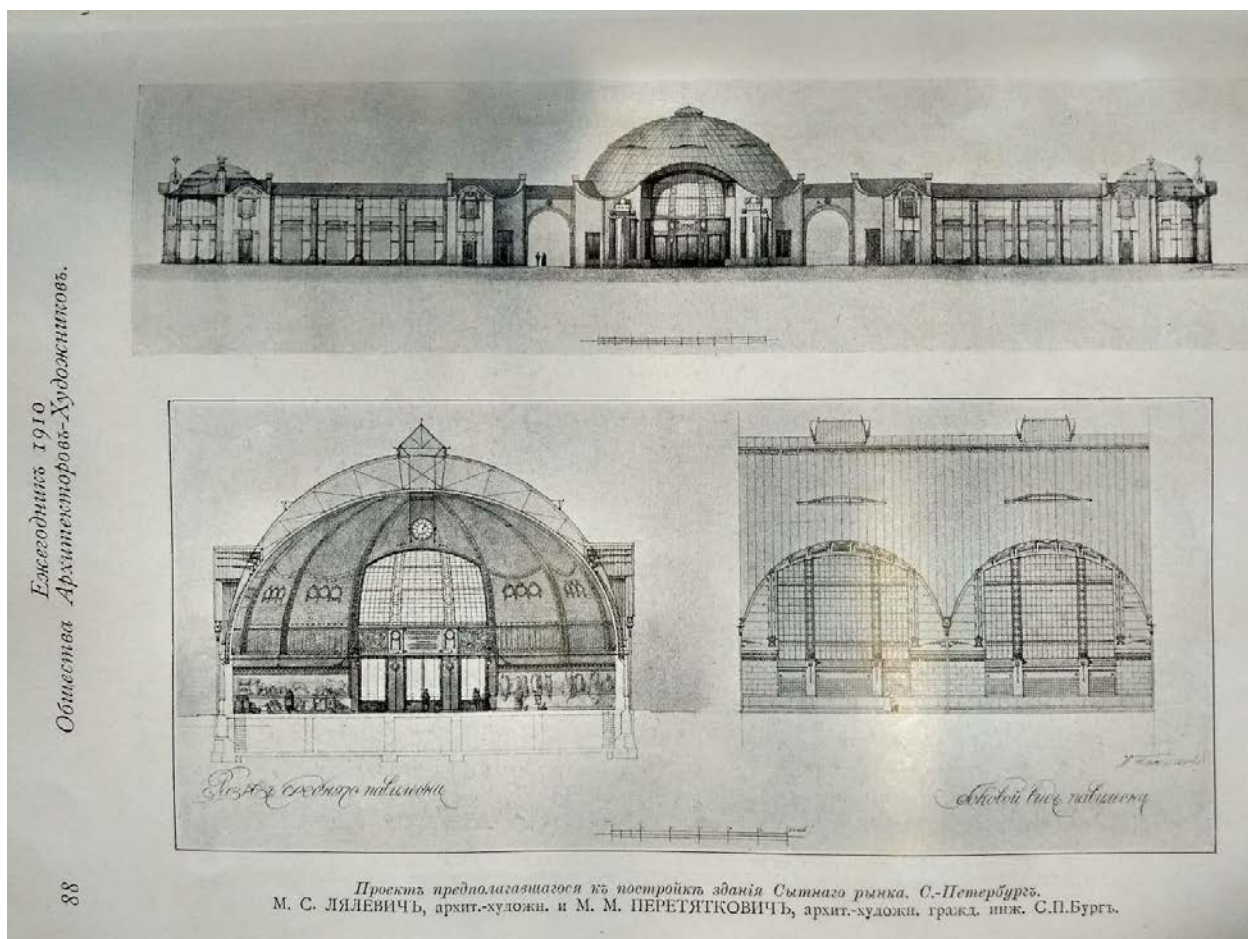 Ежегодникъ 1910
Общества Архитекторовъ-Художниковъ.
Разрѣзъ средняго павильона
боковой видъ павильона
88
Проектъ предполагавшагося къ постройкѣ зданія Сытнаго рынка. С.-Петербургъ.
М. С. ЛЯЛЕВИЧЪ, архит.-художн. и М. М. ПЕРЕТЯТКОВИЧЪ, архит.-художн. гражд. инж. С.П.Бургъ.